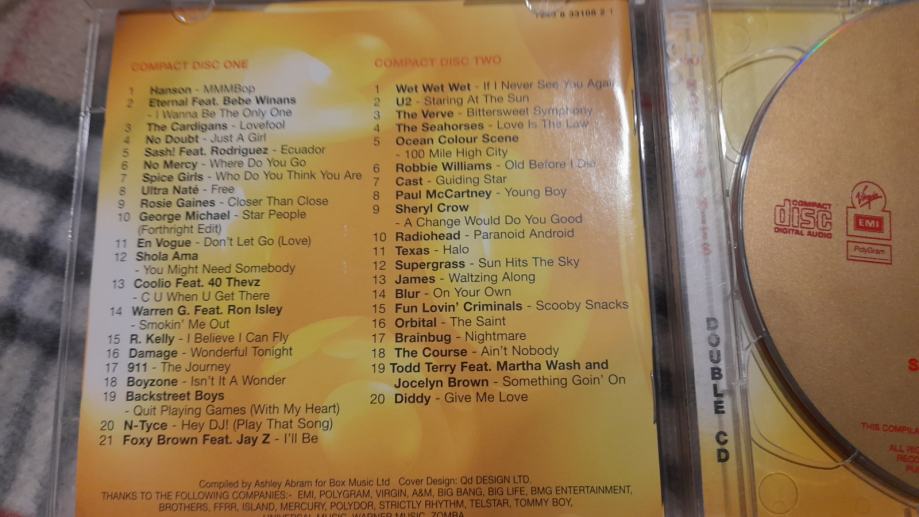 7243 8 33108 2 1
COMPACT DISC ONE
1 Hanson - MMMBop
2 Eternal Feat. Bebe Winans
- I Wanna Be The Only One
3 The Cardigans - Lovefool
4 No Doubt - Just A Girl
5 Sash! Feat. Rodriguez - Ecuador
6 No Mercy - Where Do You Go
7 Spice Girls - Who Do You Think You Are
8 Ultra Naté - Free
9 Rosie Gaines - Closer Than Close
10 George Michael - Star People
(Forthright Edit)
11 En Vogue - Don't Let Go (Love)
12 Shola Ama
- You Might Need Somebody
13 Coolio Feat. 40 Thevz
- C U When U Get There
14 Warren G. Feat. Ron Isley
- Smokin' Me Out
15 R. Kelly - I Believe I Can Fly
16 Damage - Wonderful Tonight
17 911 - The Journey
18 Boyzone - Isn't It A Wonder
19 Backstreet Boys
- Quit Playing Games (With My Heart)
20 N-Tyce - Hey DJ! (Play That Song)
21 Foxy Brown Feat. Jay Z - I'll Be
COMPACT DISC TWO
1 Wet Wet Wet - If I Never See You Again
2 U2 - Staring At The Sun
3 The Verve - Bittersweet Symphony
4 The Seahorses - Love Is The Law
5 Ocean Colour Scene
- 100 Mile High City
6 Robbie Williams - Old Before I Die
7 Cast - Guiding Star
8 Paul McCartney - Young Boy
9 Sheryl Crow
- A Change Would Do You Good
10 Radiohead - Paranoid Android
11 Texas - Halo
12 Supergrass - Sun Hits The Sky
13 James - Waltzing Along
14 Blur - On Your Own
15 Fun Lovin' Criminals - Scooby Snacks
16 Orbital - The Saint
17 Brainbug - Nightmare
18 The Course - Ain't Nobody
19 Todd Terry Feat. Martha Wash and
Jocelyn Brown - Something Goin' On
20 Diddy - Give Me Love
Compiled by Ashley Abram for Box Music Ltd Cover Design: Qd DESIGN LTD.
THANKS TO THE FOLLOWING COMPANIES:- EMI, POLYGRAM, VIRGIN, A&M, BIG BANG, BIG LIFE, BMG ENTERTAINMENT,
BROTHERS, FFRR, ISLAND, MERCURY, POLYDOR, STRICTLY RHYTHM, TELSTAR, TOMMY BOY,
UNIVERSAL MUSIC, WARNER MUSIC, ZOMBA
DOUBLE CD
COMPACT
disc
DIGITAL AUDIO
Virgin
EMI
PolyGram
THIS COMPILA